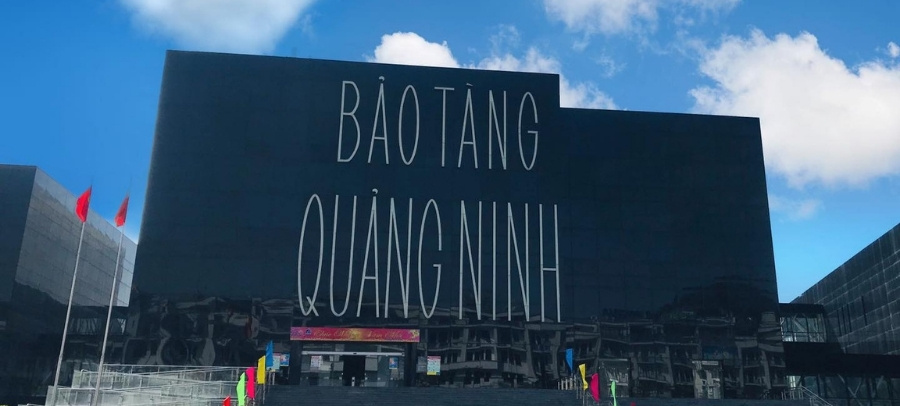 BẢO TÀNG
QUẢNG NINH